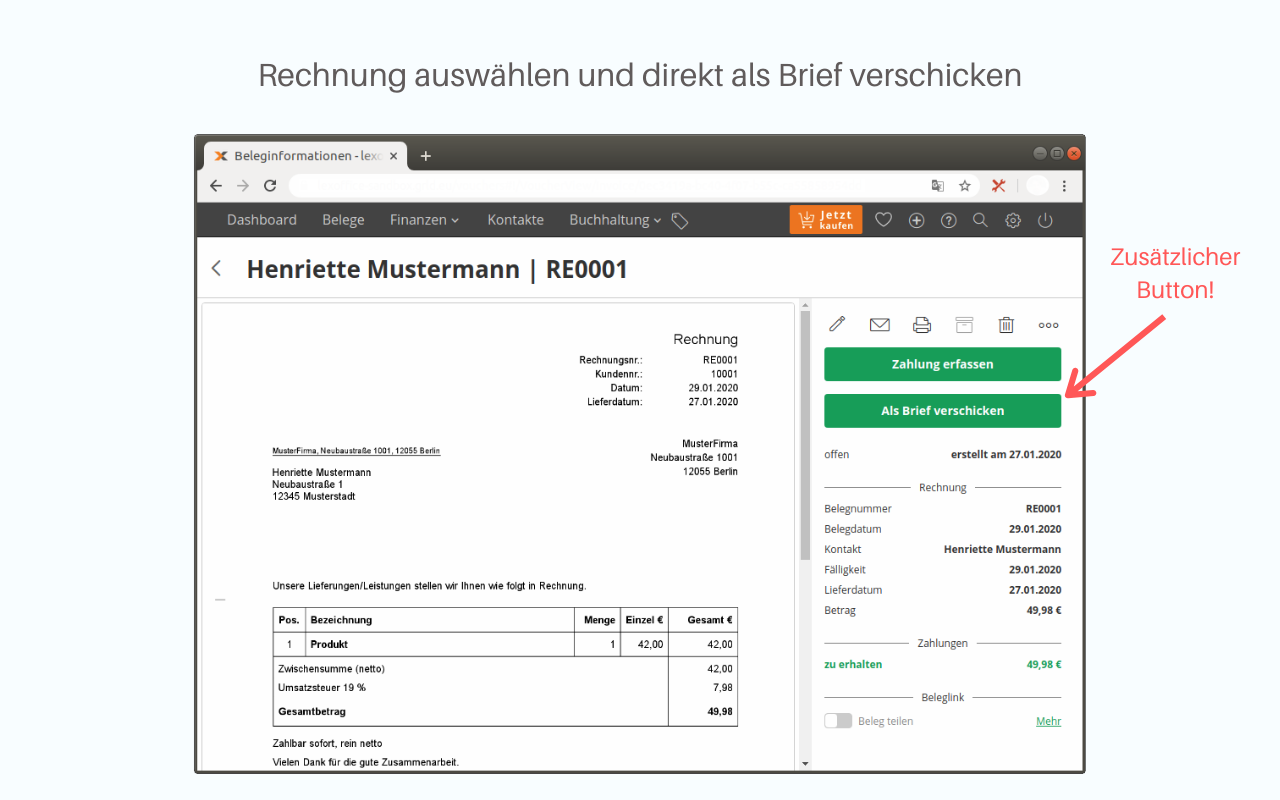 Rechnung auswählen und direkt als Brief verschicken
Beleginformationen - lexo
Dashboard Belege Finanzen Kontakte Buchhaltung Jetzt kaufen
Henriette Mustermann | RE0001
Zusätzlicher
Button!
Rechnung
Rechnungsnr.: RE0001
Kundennr.: 10001
Datum: 29.01.2020
Lieferdatum: 27.01.2020
MusterFirma
Neubaustraße 1001
12055 Berlin
MusterFirma, Neubaustraße 1001, 12055 Berlin
Henriette Mustermann
Neubaustraße 1
12345 Musterstadt
Unsere Lieferungen/Leistungen stellen wir Ihnen wie folgt in Rechnung.
Pos. Bezeichnung Menge Einzel € Gesamt €
1 Produkt 1 42,00 42,00
Zwischensumme (netto) 42,00
Umsatzsteuer 19 % 7,98
Gesamtbetrag 49,98
Zahlbar sofort, rein netto
Vielen Dank für die gute Zusammenarbeit.
Zahlung erfassen
Als Brief verschicken
offen erstellt am 27.01.2020
Rechnung
Belegnummer RE0001
Belegdatum 29.01.2020
Kontakt Henriette Mustermann
Fälligkeit 29.01.2020
Lieferdatum 27.01.2020
Betrag 49,98 €
Zahlungen
zu erhalten 49,98 €
Beleglink
Beleg teilen Mehr